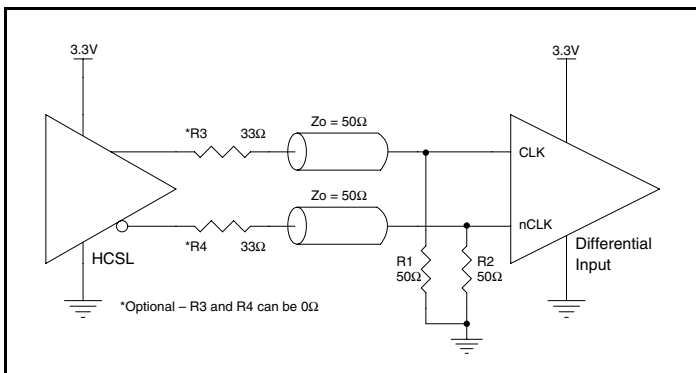 3.3V
3.3V
*R3 33Ω
Zo = 50Ω
CLK
Zo = 50Ω
nCLK
*R4 33Ω
HCSL
R1
50Ω
R2
50Ω
Differential
Input
*Optional – R3 and R4 can be 0Ω